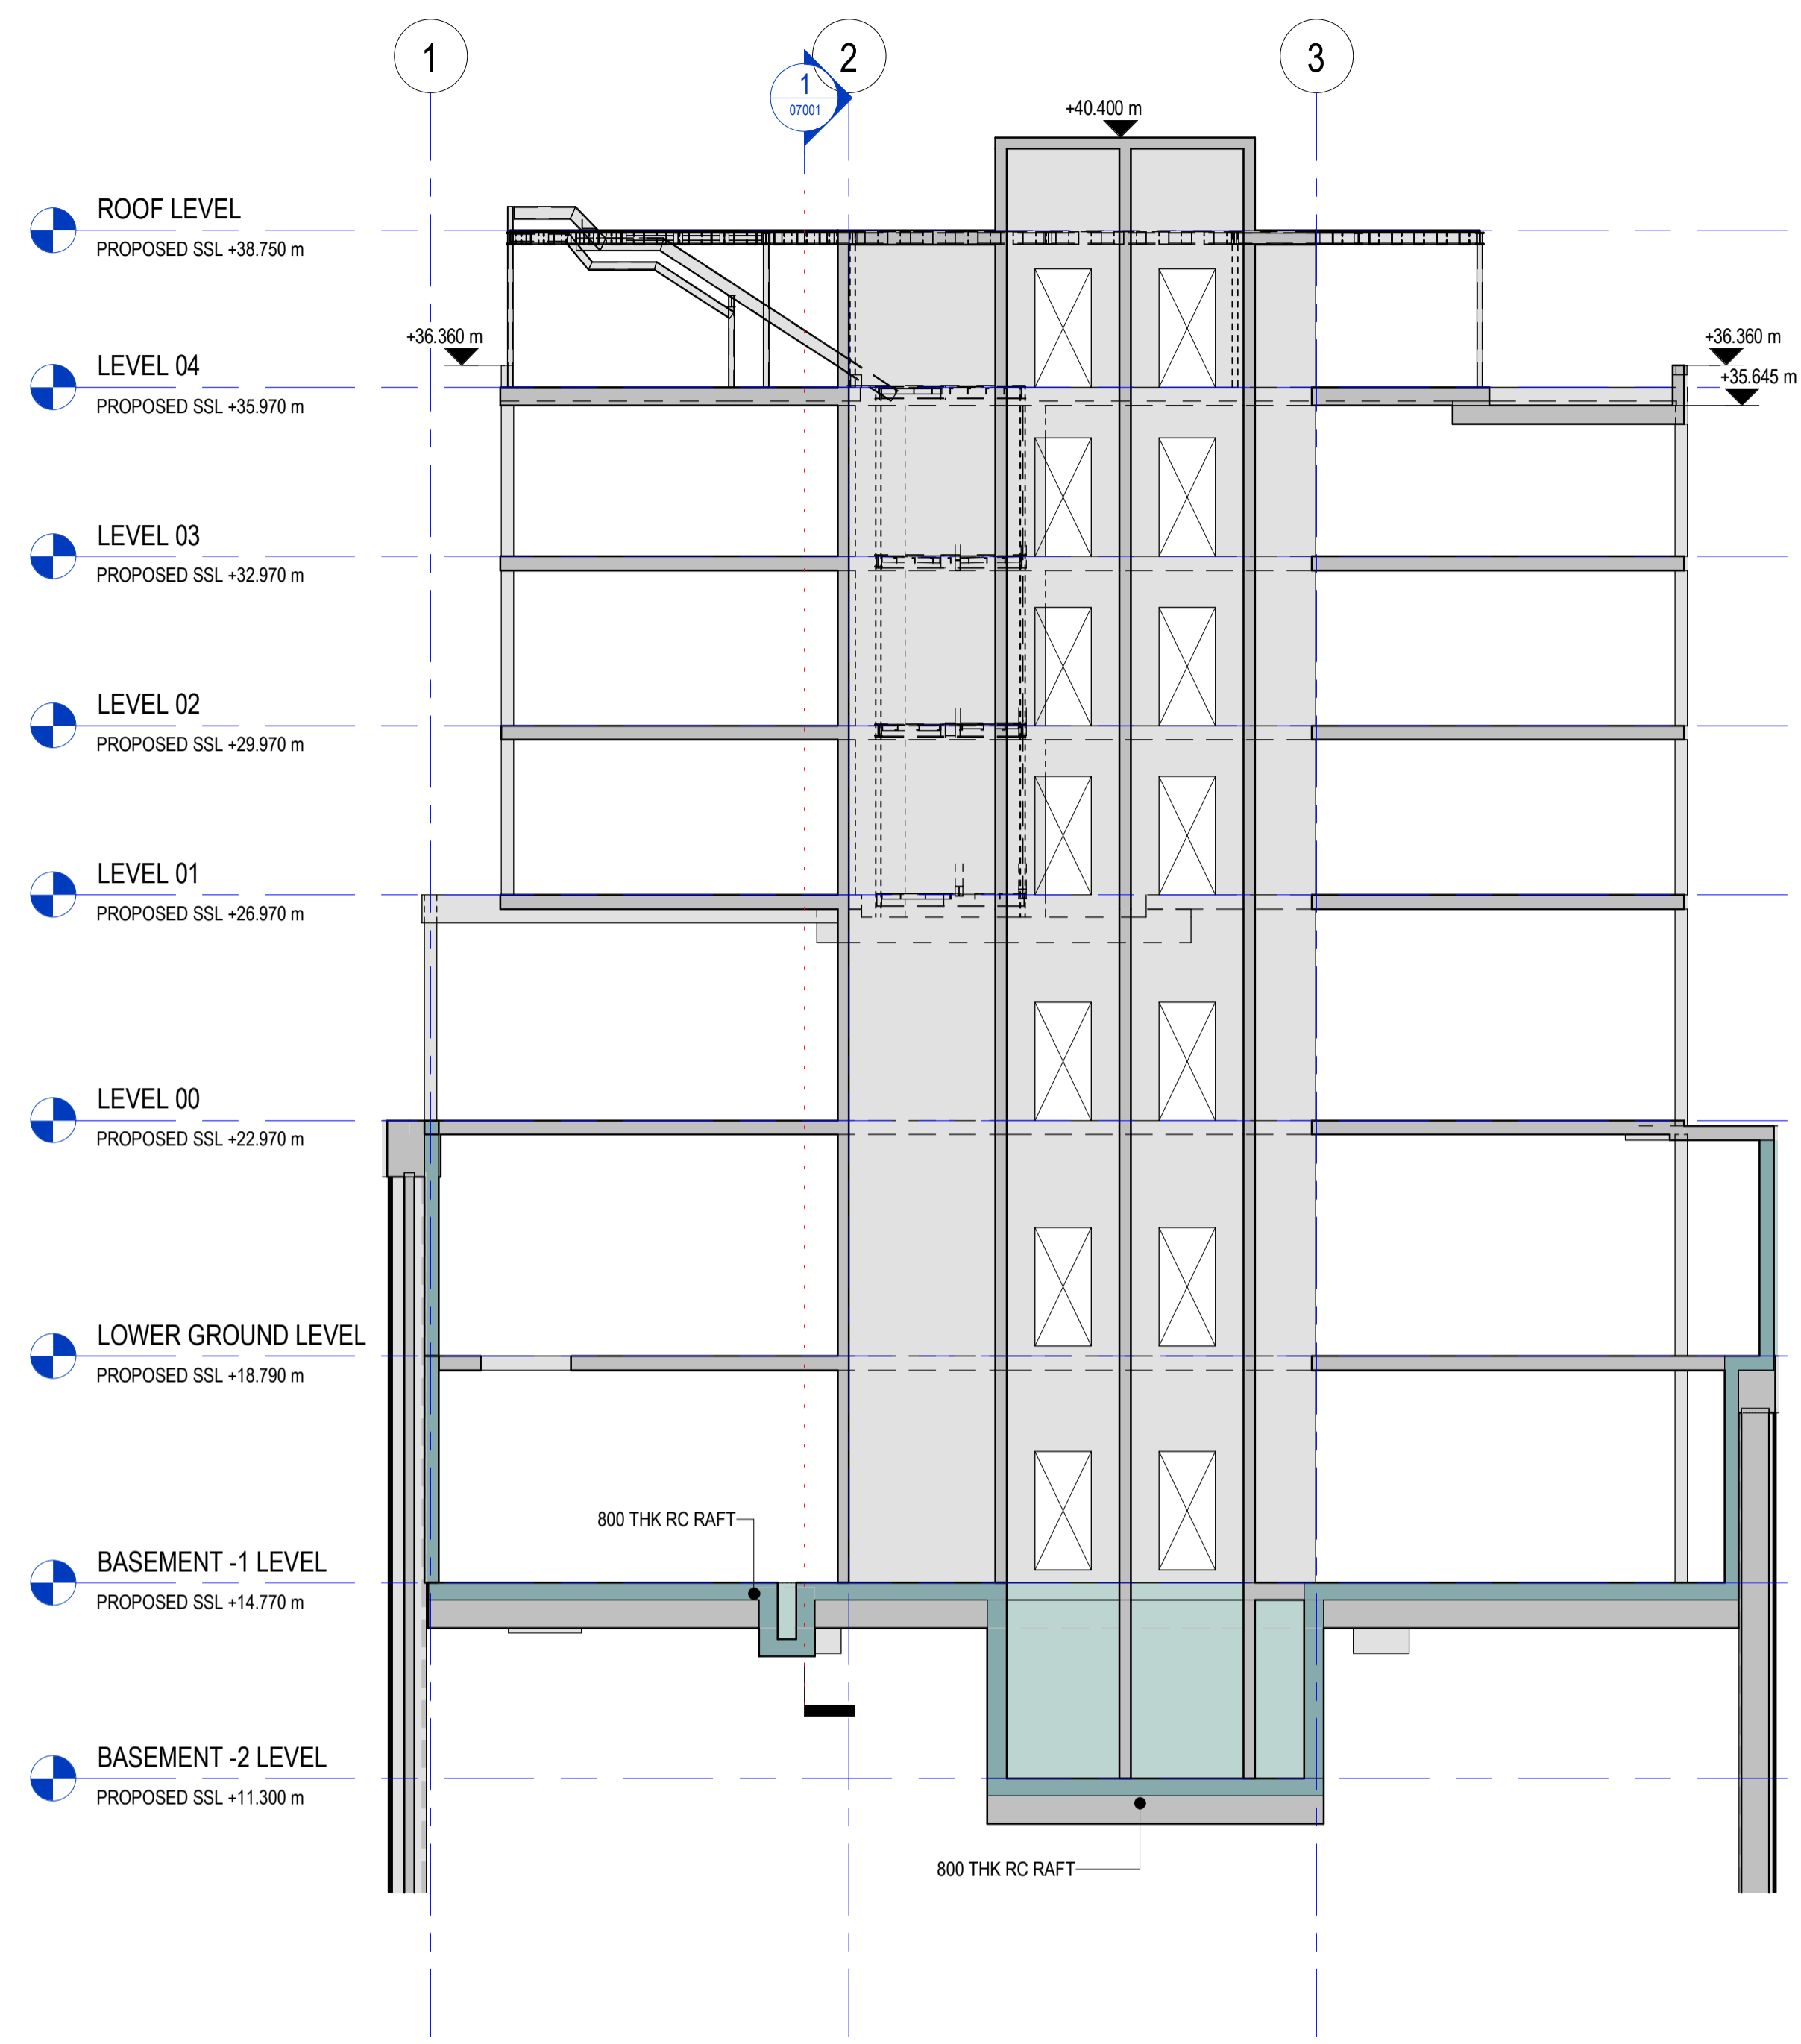 1
2
3
1
07001
+40.400 m
ROOF LEVEL
PROPOSED SSL +38.750 m
+36.360 m
+36.360 m
LEVEL 04
+35.645 m
PROPOSED SSL +35.970 m
LEVEL 03
PROPOSED SSL +32.970 m
LEVEL 02
PROPOSED SSL +29.970 m
LEVEL 01
PROPOSED SSL +26.970 m
LEVEL 00
PROPOSED SSL +22.970 m
LOWER GROUND LEVEL
PROPOSED SSL +18.790 m
800 THK RC RAFT
BASEMENT -1 LEVEL
PROPOSED SSL +14.770 m
BASEMENT -2 LEVEL
PROPOSED SSL +11.300 m
800 THK RC RAFT